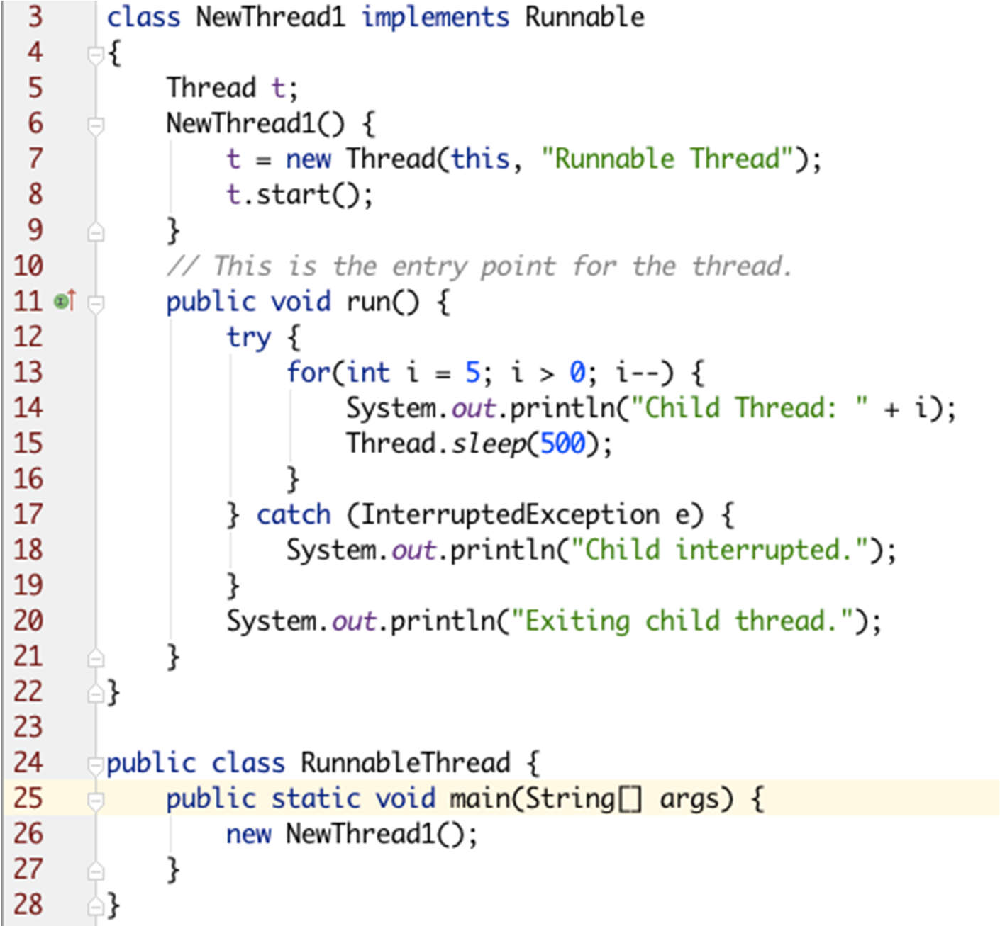 3 class NewThread1 implements Runnable
4 {
5 Thread t;
6 NewThread1() {
7 t = new Thread(this, "Runnable Thread");
8 t.start();
9 }
10 // This is the entry point for the thread.
11 public void run() {
12 try {
13 for(int i = 5; i > 0; i--) {
14 System.out.println("Child Thread: " + i);
15 Thread.sleep(500);
16 }
17 } catch (InterruptedException e) {
18 System.out.println("Child interrupted.");
19 }
20 System.out.println("Exiting child thread.");
21 }
22 }
23
24 public class RunnableThread {
25 public static void main(String[] args) {
26 new NewThread1();
27 }
28 }